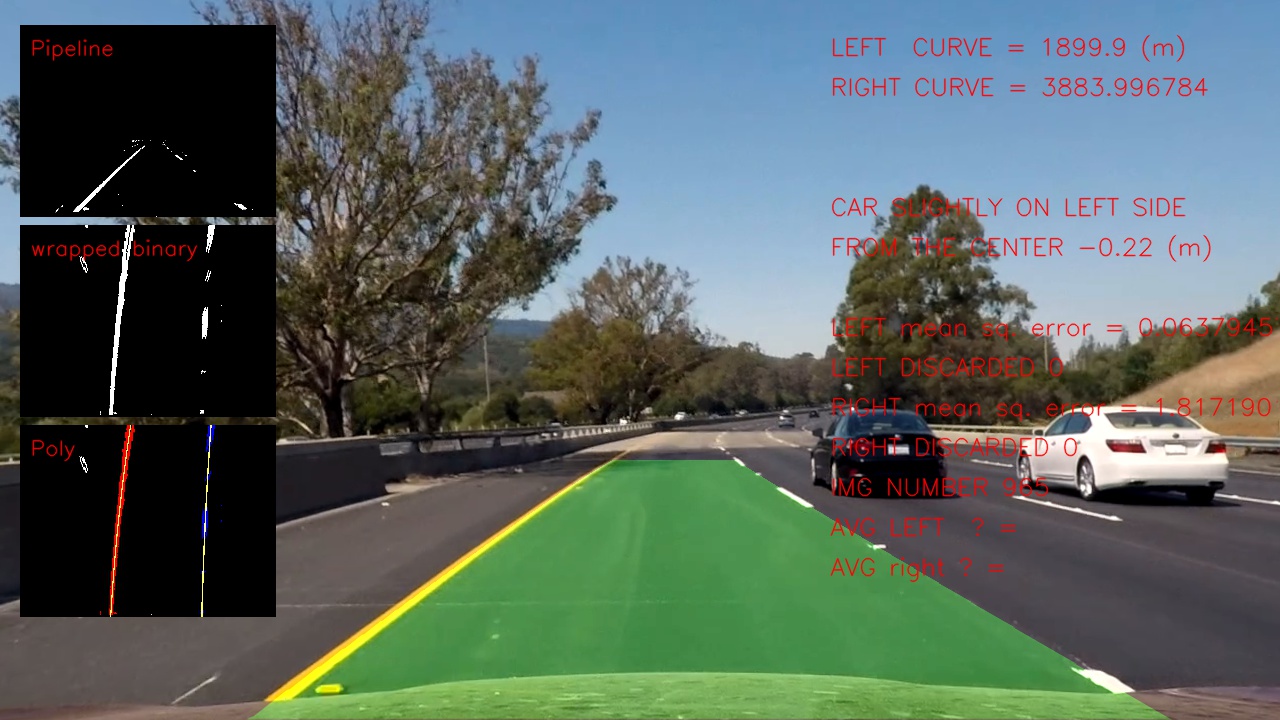 Pipeline
wrapped binary
Poly
LEFT CURVE = 1899.9 (m)
RIGHT CURVE = 3883.996784
CAR SLIGHTLY ON LEFT SIDE
FROM THE CENTER -0.22 (m)
LEFT mean sq. error = 0.0637945
LEFT DISCARDED 0
RIGHT mean sq. error = 1.817190
RIGHT DISCARDED 0
IMG NUMBER 965
AVG LEFT ? =
AVG right ? =